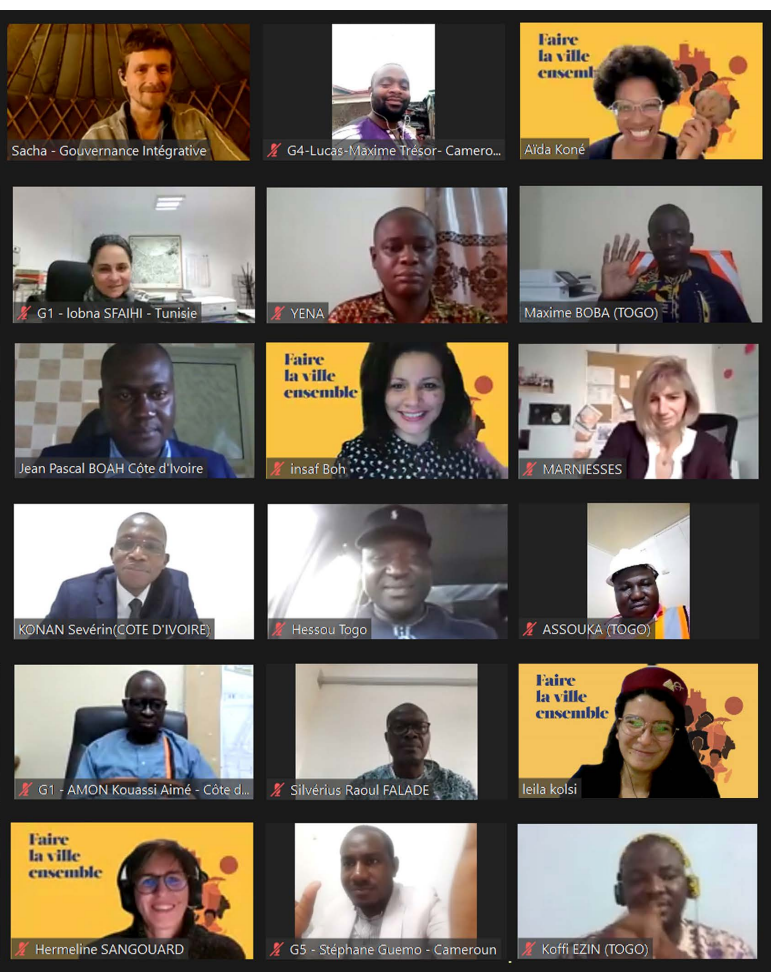 Sacha - Gouvernance Intégrative
G4-Lucas-Maxime Trésor- Camero...
Faire
la ville
ensembl
Aïda Koné
G1 - lobna SFAIHI - Tunisie
YENA
Maxime BOBA (TOGO)
Jean Pascal BOAH Côte d'Ivoire
Faire
la ville
ensemble
insaf Boh
MARNIESSES
KONAN Sevérin(COTE D'IVOIRE)
Hessou Togo
ASSOUKA (TOGO)
G1 - AMON Kouassi Aimé - Côte d...
Silvérius Raoul FALADE
Faire
la ville
ensemble
leila kolsi
Faire
la ville
ensemble
Hermeline SANGOUARD
G5 - Stéphane Guemo - Cameroun
Koffi EZIN (TOGO)